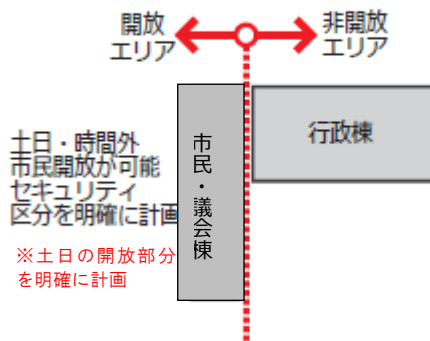 開放
エリア
非開放
エリア
行政棟
市民・議会棟
土日・時間外
市民開放が可能
セキュリティ
区分を明確に計画
※土日の開放部分
を明確に計画